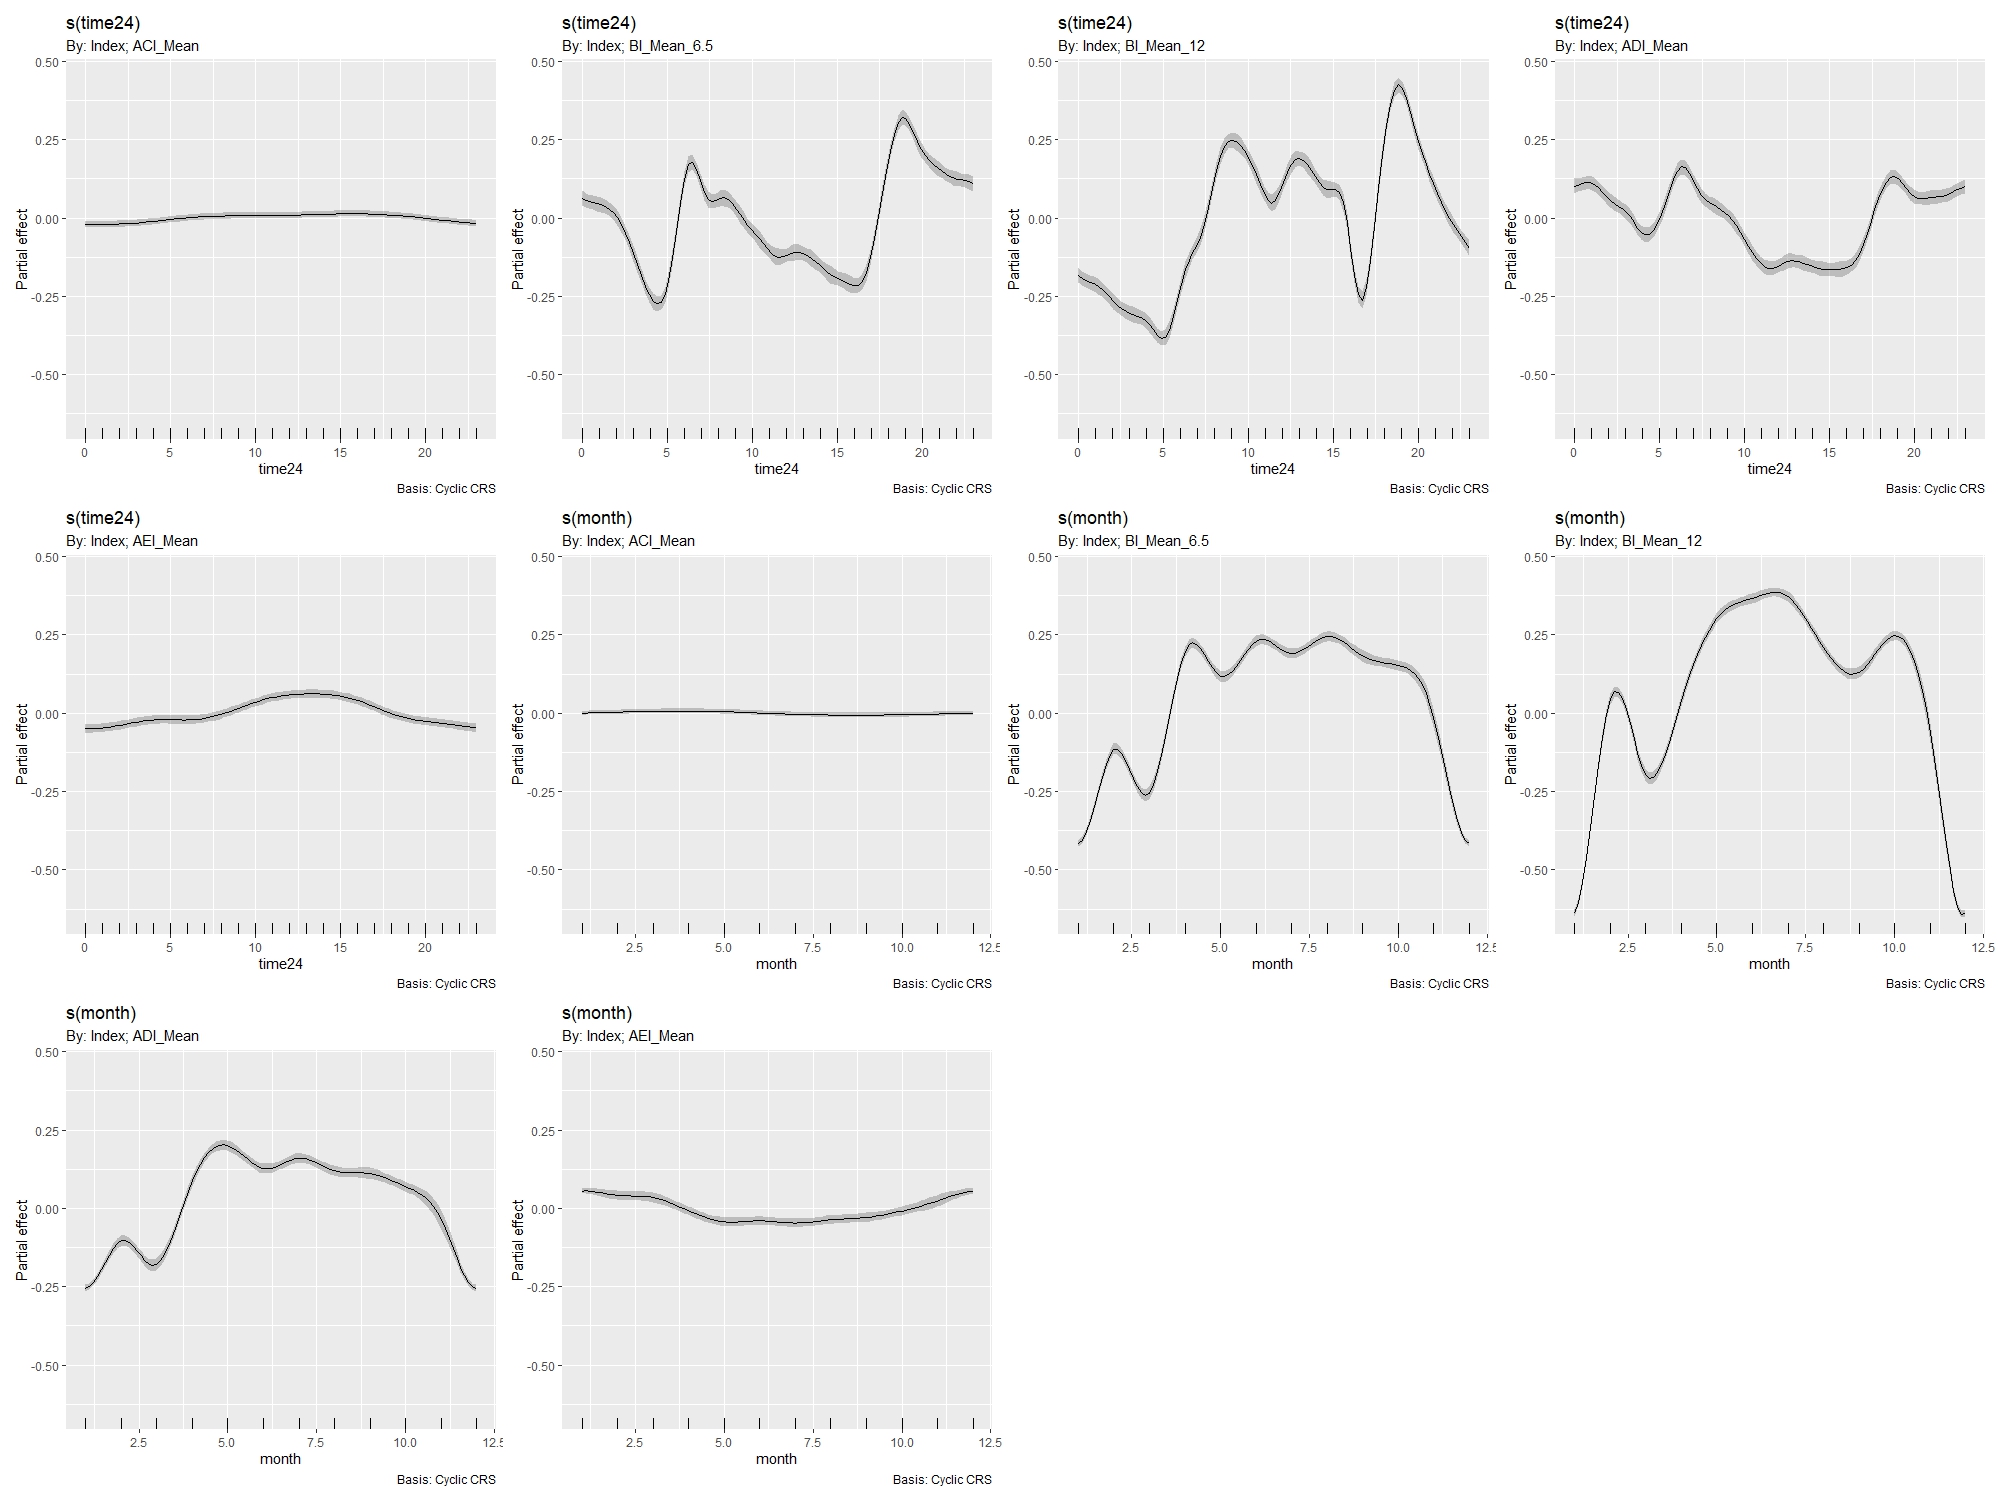 s(time24)
By: Index; ACI_Mean
0.50
0.25
0.00
-0.25
-0.50
Partial effect
0 5 10 15 20
time24
Basis: Cyclic CRS
s(time24)
By: Index; BI_Mean_6.5
0.50
0.25
0.00
-0.25
-0.50
Partial effect
0 5 10 15 20
time24
Basis: Cyclic CRS
s(time24)
By: Index; BI_Mean_12
0.50
0.25
0.00
-0.25
-0.50
Partial effect
0 5 10 15 20
time24
Basis: Cyclic CRS
s(time24)
By: Index; ADI_Mean
0.50
0.25
0.00
-0.25
-0.50
Partial effect
0 5 10 15 20
time24
Basis: Cyclic CRS
s(time24)
By: Index; AEI_Mean
0.50
0.25
0.00
-0.25
-0.50
Partial effect
0 5 10 15 20
time24
Basis: Cyclic CRS
s(month)
By: Index; ACI_Mean
0.50
0.25
0.00
-0.25
-0.50
Partial effect
2.5 5.0 7.5 10.0 12.5
month
Basis: Cyclic CRS
s(month)
By: Index; BI_Mean_6.5
0.50
0.25
0.00
-0.25
-0.50
Partial effect
2.5 5.0 7.5 10.0 12.5
month
Basis: Cyclic CRS
s(month)
By: Index; BI_Mean_12
0.50
0.25
0.00
-0.25
-0.50
Partial effect
2.5 5.0 7.5 10.0 12.5
month
Basis: Cyclic CRS
s(month)
By: Index; ADI_Mean
0.50
0.25
0.00
-0.25
-0.50
Partial effect
2.5 5.0 7.5 10.0 12.5
month
Basis: Cyclic CRS
s(month)
By: Index; AEI_Mean
0.50
0.25
0.00
-0.25
-0.50
Partial effect
2.5 5.0 7.5 10.0 12.5
month
Basis: Cyclic CRS